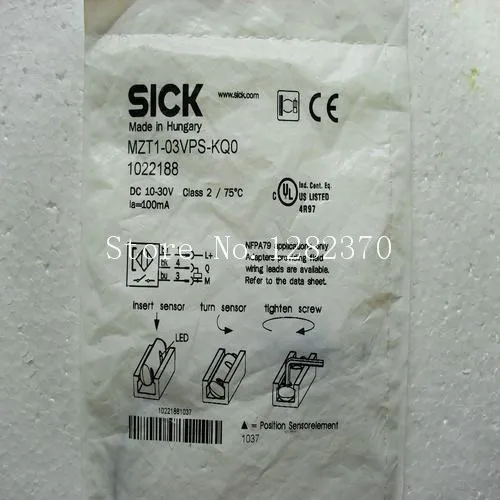 SICK
www.sick.com
CE
Made in Hungary
MZT1-03VPS-KQ0
1022188
DC 10-30V Class 2 / 75°C
Ia=100mA
c UL US LISTED
Ind. Cont. Eq.
4R97
NFPA79 applications only
Adapters providing field
wiring leads are available.
Refer to the data sheet.
1 L+
bk 4 Q
bu 3 M
Store No.: 1282370
insert sensor
turn sensor
tighten screw
LED
10221881037
▲ = Position Sensorelement
1037